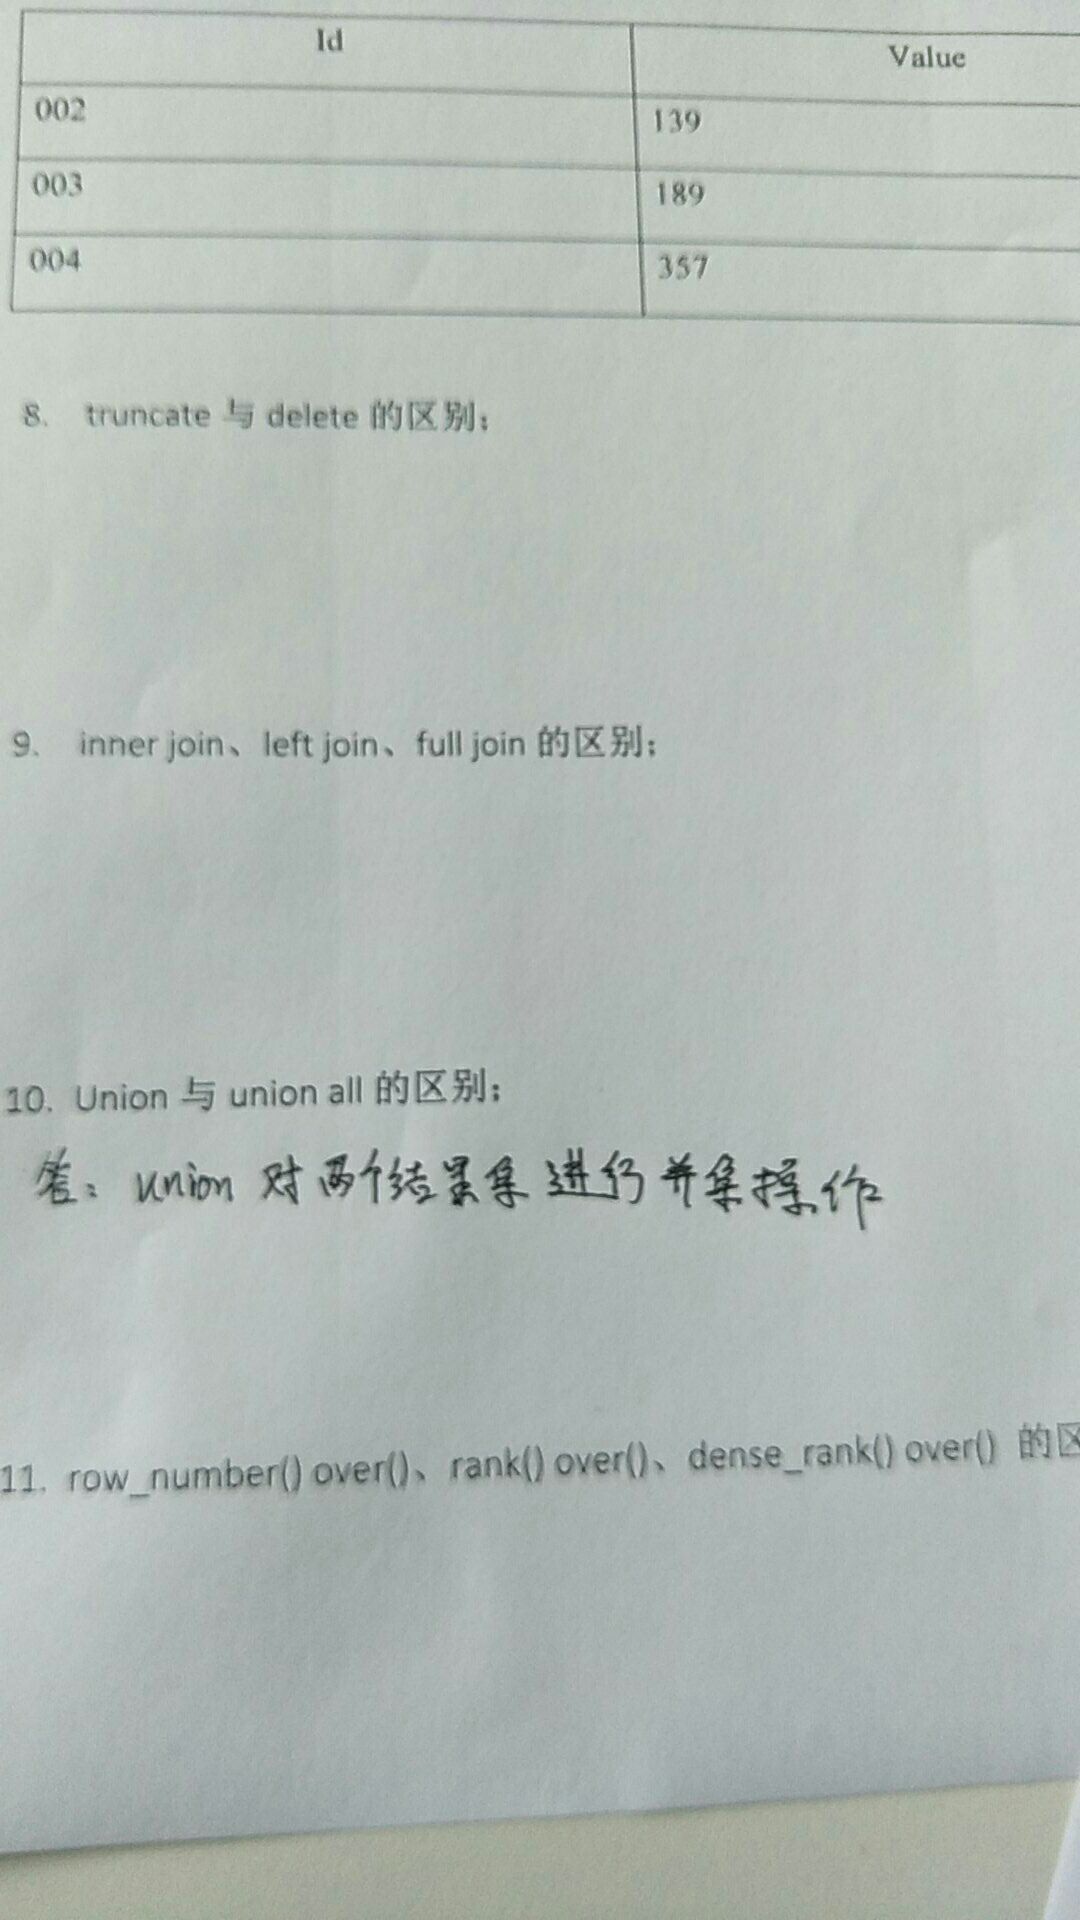 Id Value
002 139
003 189
004 357
8. truncate 与 delete 的区别；
9. inner join、left join、full join 的区别；
10. Union 与 union all 的区别；
答：union 对两个结果集进行并集操作
11. row_number() over()、rank() over()、dense_rank() over() 的区